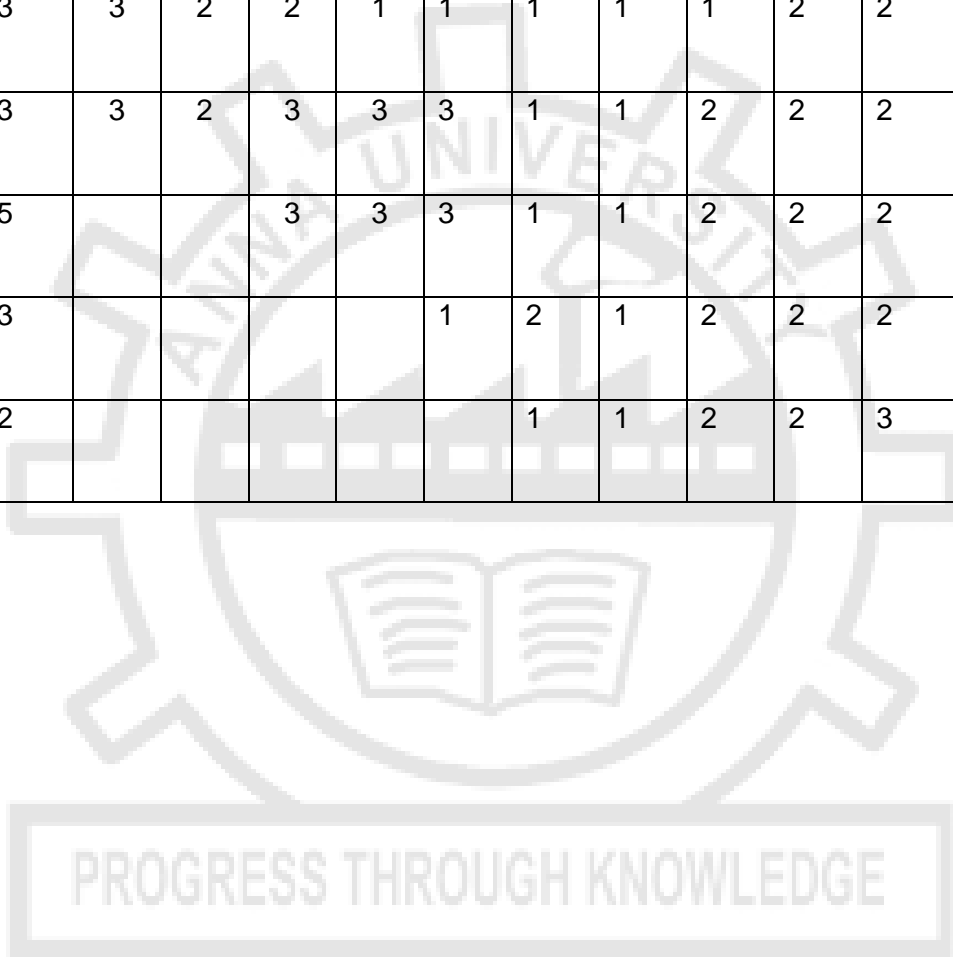 3 3 2 2 1 1 1 1 1 2 2
3 3 2 3 3 3 1 1 2 2 2
5 3 3 3 1 1 2 2 2
3 1 2 1 2 2 2
2 1 1 2 2 3
ANNA UNIVERSITY
PROGRESS THROUGH KNOWLEDGE